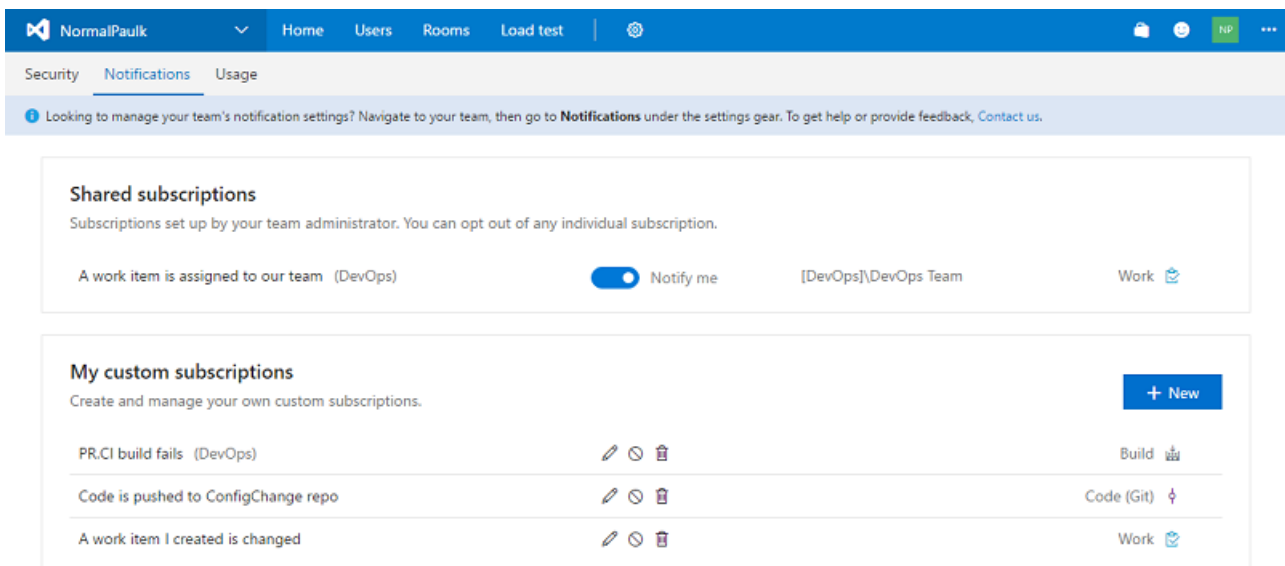 NormalPaulk Home Users Rooms Load test NP
Security Notifications Usage
Looking to manage your team's notification settings? Navigate to your team, then go to Notifications under the settings gear. To get help or provide feedback, Contact us.
Shared subscriptions
Subscriptions set up by your team administrator. You can opt out of any individual subscription.
A work item is assigned to our team (DevOps) Notify me [DevOps]\DevOps Team Work
My custom subscriptions
Create and manage your own custom subscriptions.
+ New
PR.CI build fails (DevOps) Build
Code is pushed to ConfigChange repo Code (Git)
A work item I created is changed Work